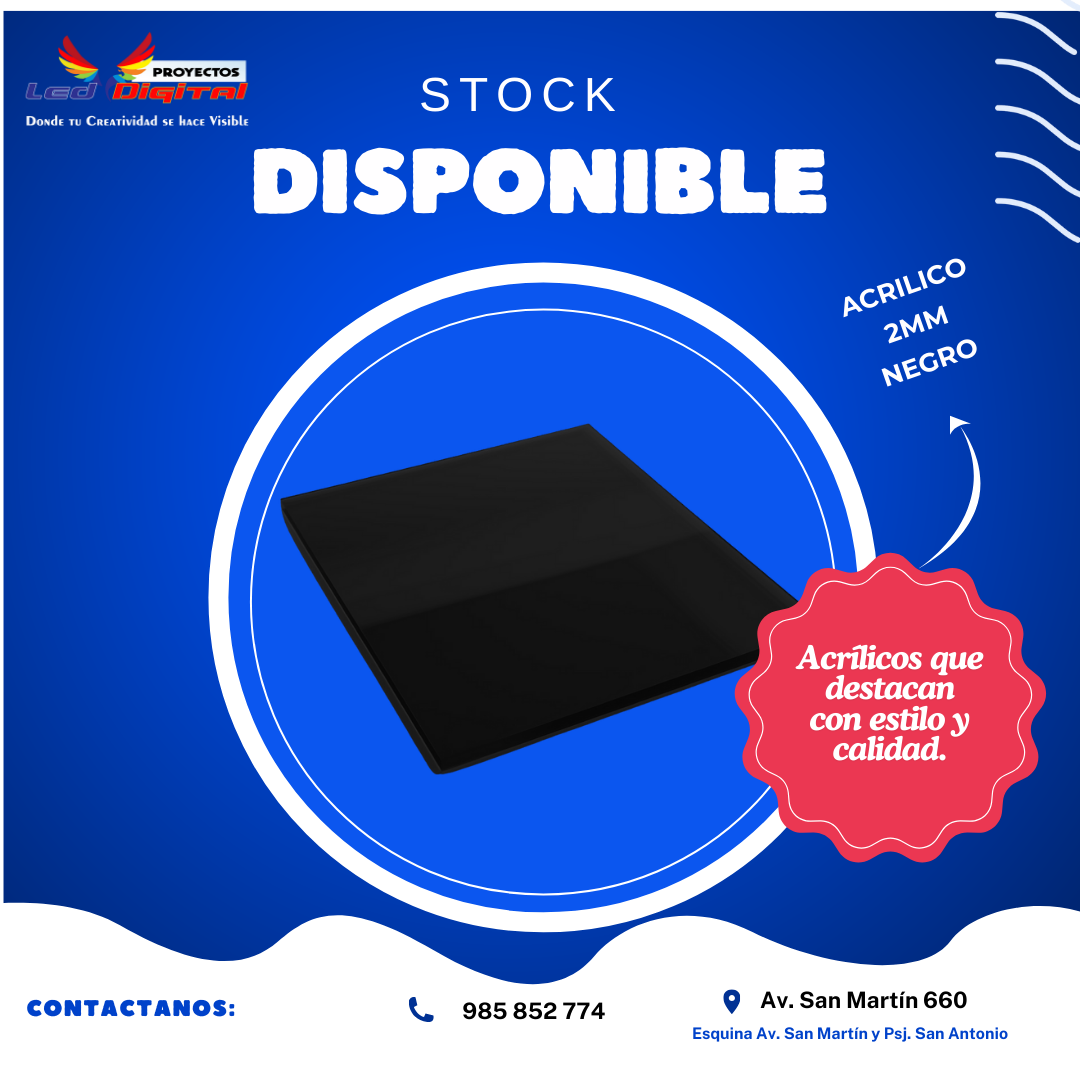 PROYECTOS
Led Digital
Donde tu Creatividad se hace Visible
STOCK
DISPONIBLE
ACRILICO
2MM
NEGRO
Acrílicos que
destacan
con estilo y
calidad.
CONTACTANOS:
985 852 774
Av. San Martín 660
Esquina Av. San Martín y Psj. San Antonio